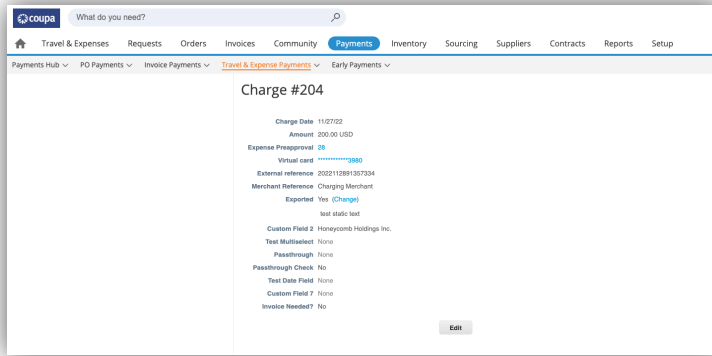 coupa What do you need?
Travel & Expenses Requests Orders Invoices Community Payments Inventory Sourcing Suppliers Contracts Reports Setup
Payments Hub PO Payments Invoice Payments Travel & Expense Payments Early Payments
Charge #204
Charge Date 11/27/22
Amount 200.00 USD
Expense Preapproval 26
Virtual card ************3980
External reference 2022112891357334
Merchant Reference Charging Merchant
Exported Yes (Change)
test static text
Custom Field 2 Honeycomb Holdings Inc.
Test Multiselect None
Passthrough None
Passthrough Check No
Test Date Field None
Custom Field 7 None
Invoice Needed? No
Edit